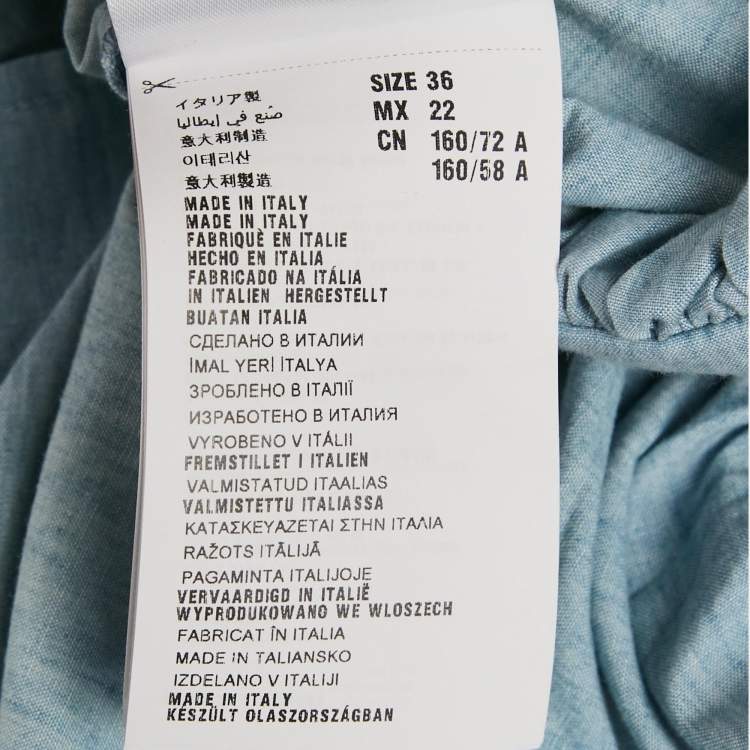 SIZE 36
MX 22
CN 160/72 A
160/58 A
イタリア製
صنع في إيطاليا
意大利制造
이테리산
意大利製造
MADE IN ITALY
MADE IN ITALY
FABRIQUÈ EN ITALIE
HECHO EN ITALIA
FABRICADO NA ITÁLIA
IN ITALIEN HERGESTELLT
BUATAN ITALIA
СДЕЛАНО В ИТАЛИИ
İMAL YERİ İTALYA
ЗРОБЛЕНО В ІТАЛІЇ
ИЗРАБОТЕНО В ИТАЛИЯ
VYROBENO V ITÁLII
FREMSTILLET I ITALIEN
VALMISTATUD ITAALIAS
VALMISTETTU ITALIASSA
ΚΑΤΑΣΚΕΥΑΖΕΤΑΙ ΣΤΗΝ ΙΤΑΛΙΑ
RAŽOTS ITĀLIJĀ
PAGAMINTA ITALIJOJE
VERVAARDIGD IN ITALIË
WYPRODUKOWANO WE WLOSZECH
FABRICAT ÎN ITALIA
MADE IN TALIANSKO
IZDELANO V ITALIJI
MADE IN ITALY
KÉSZÜLT OLASZORSZÁGBAN